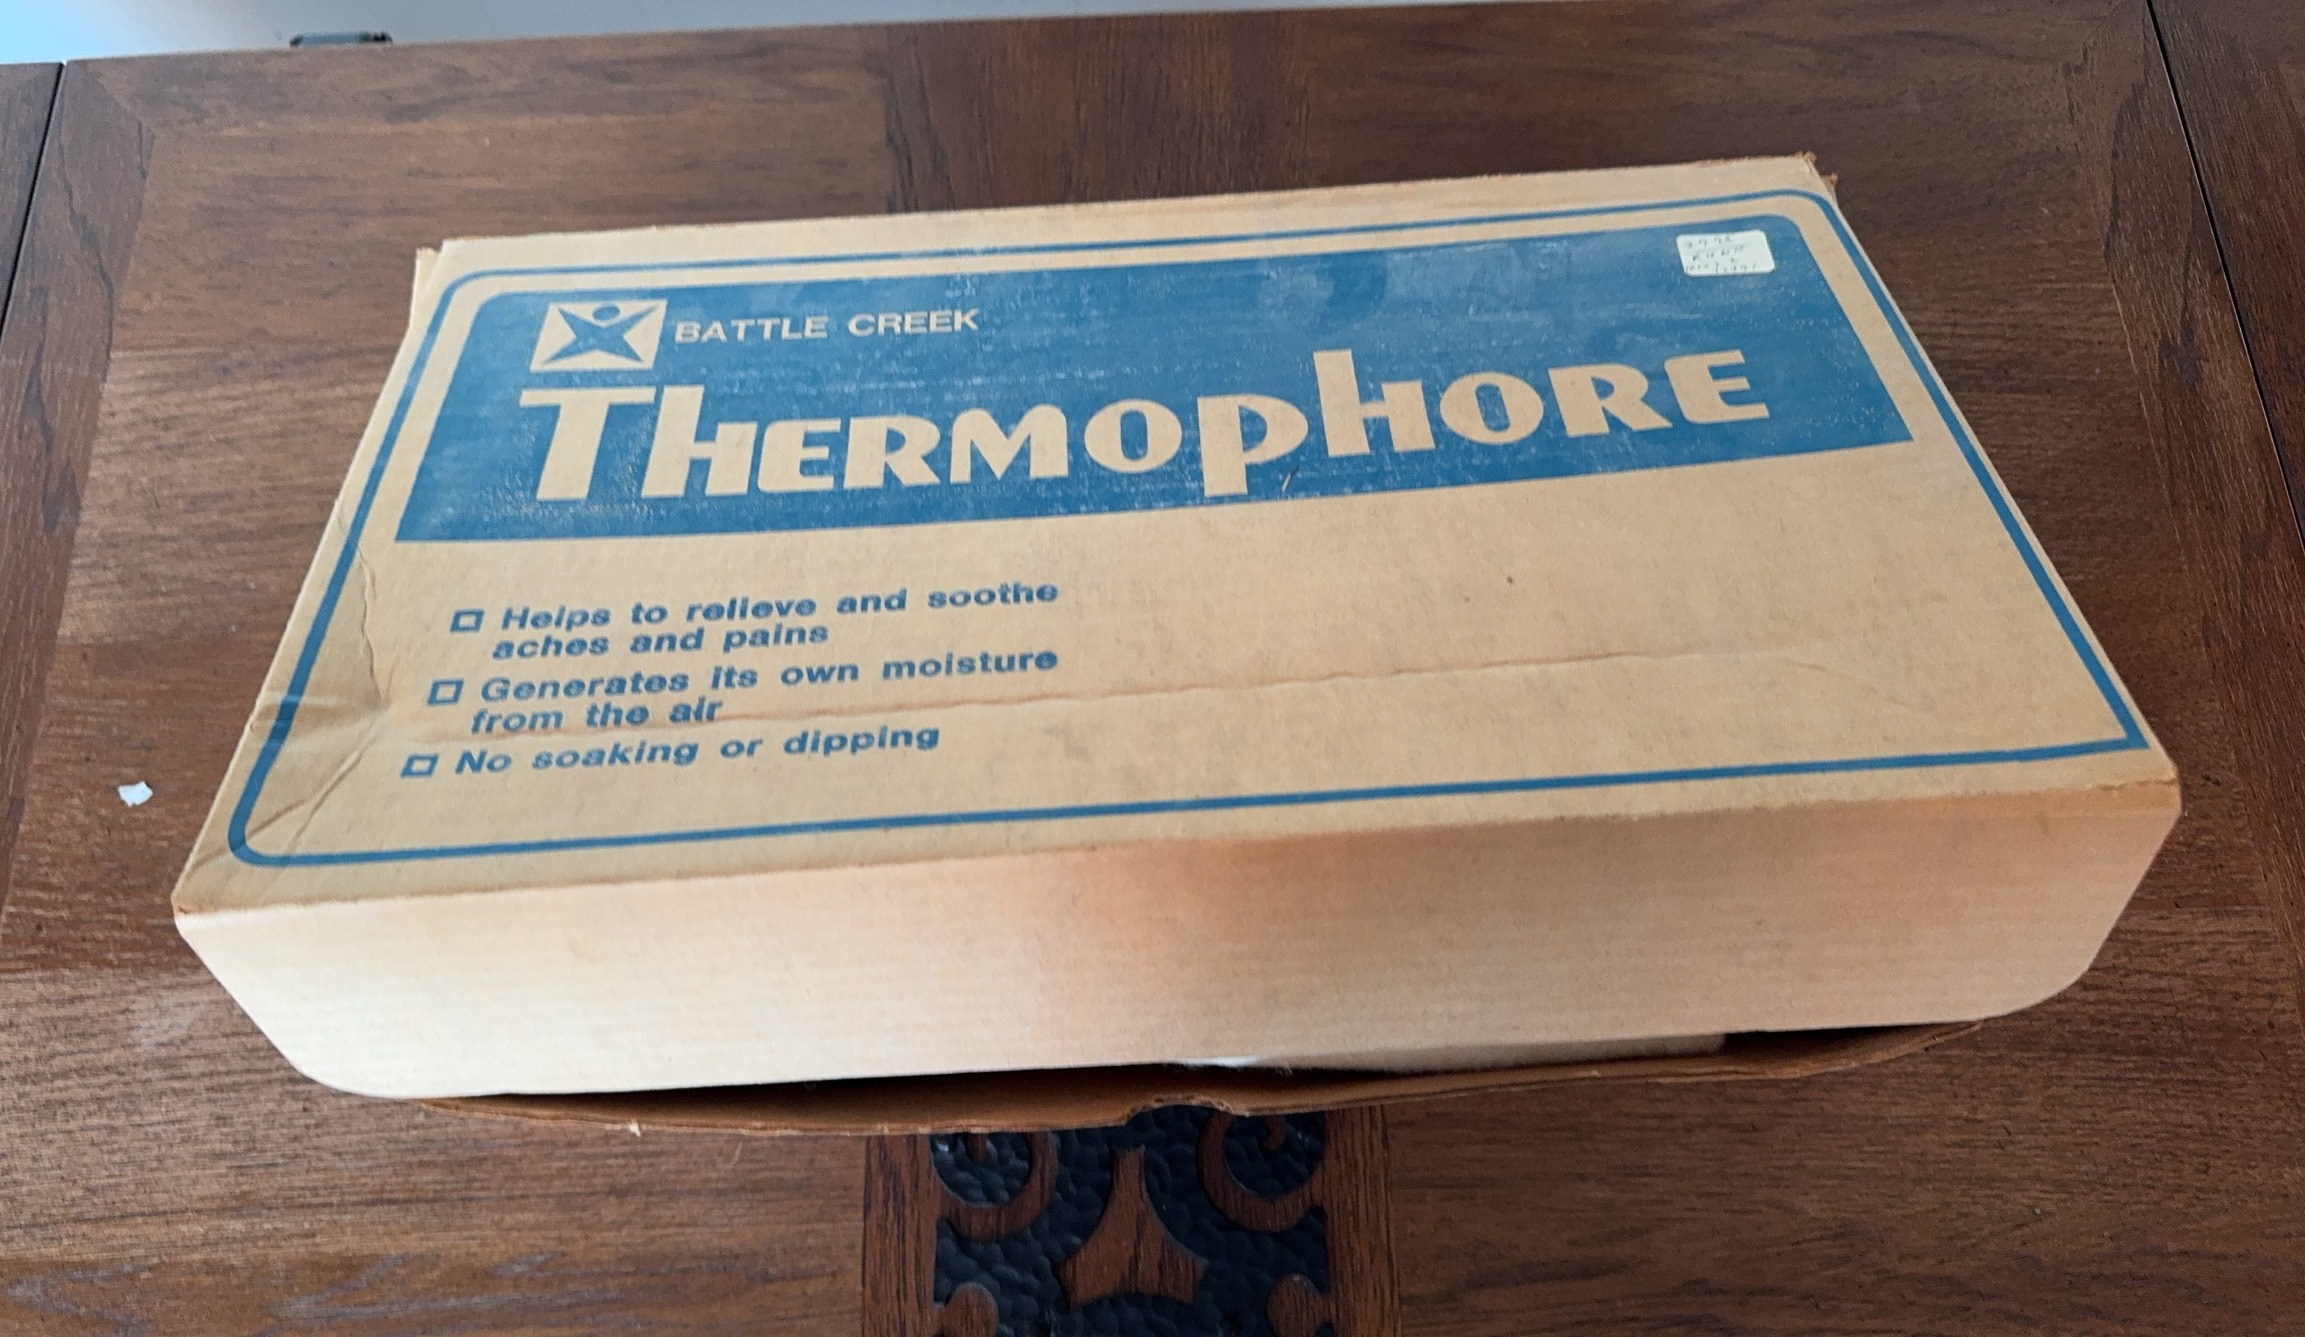 BATTLE CREEK
THERMOPHORE
Helps to relieve and soothe
aches and pains
Generates its own moisture
from the air
No soaking or dipping